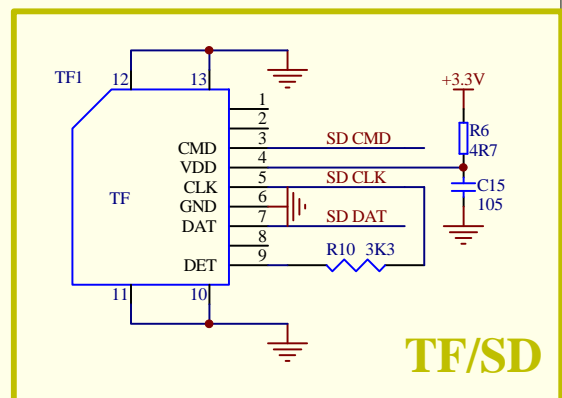 TF1
12
13
+3.3V
1
2
CMD
3
SD CMD
R6
4R7
VDD
4
CLK
5
SD CLK
C15
105
TF
GND
6
DAT
7
SD DAT
8
R10 3K3
DET
9
11
10
TF/SD